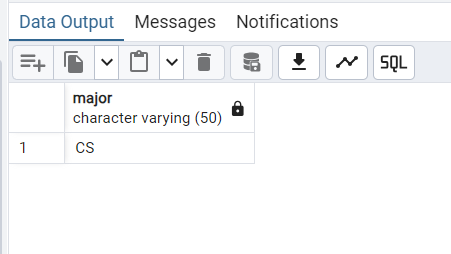 Data Output Messages Notifications
SQL
major
character varying (50)
1 CS